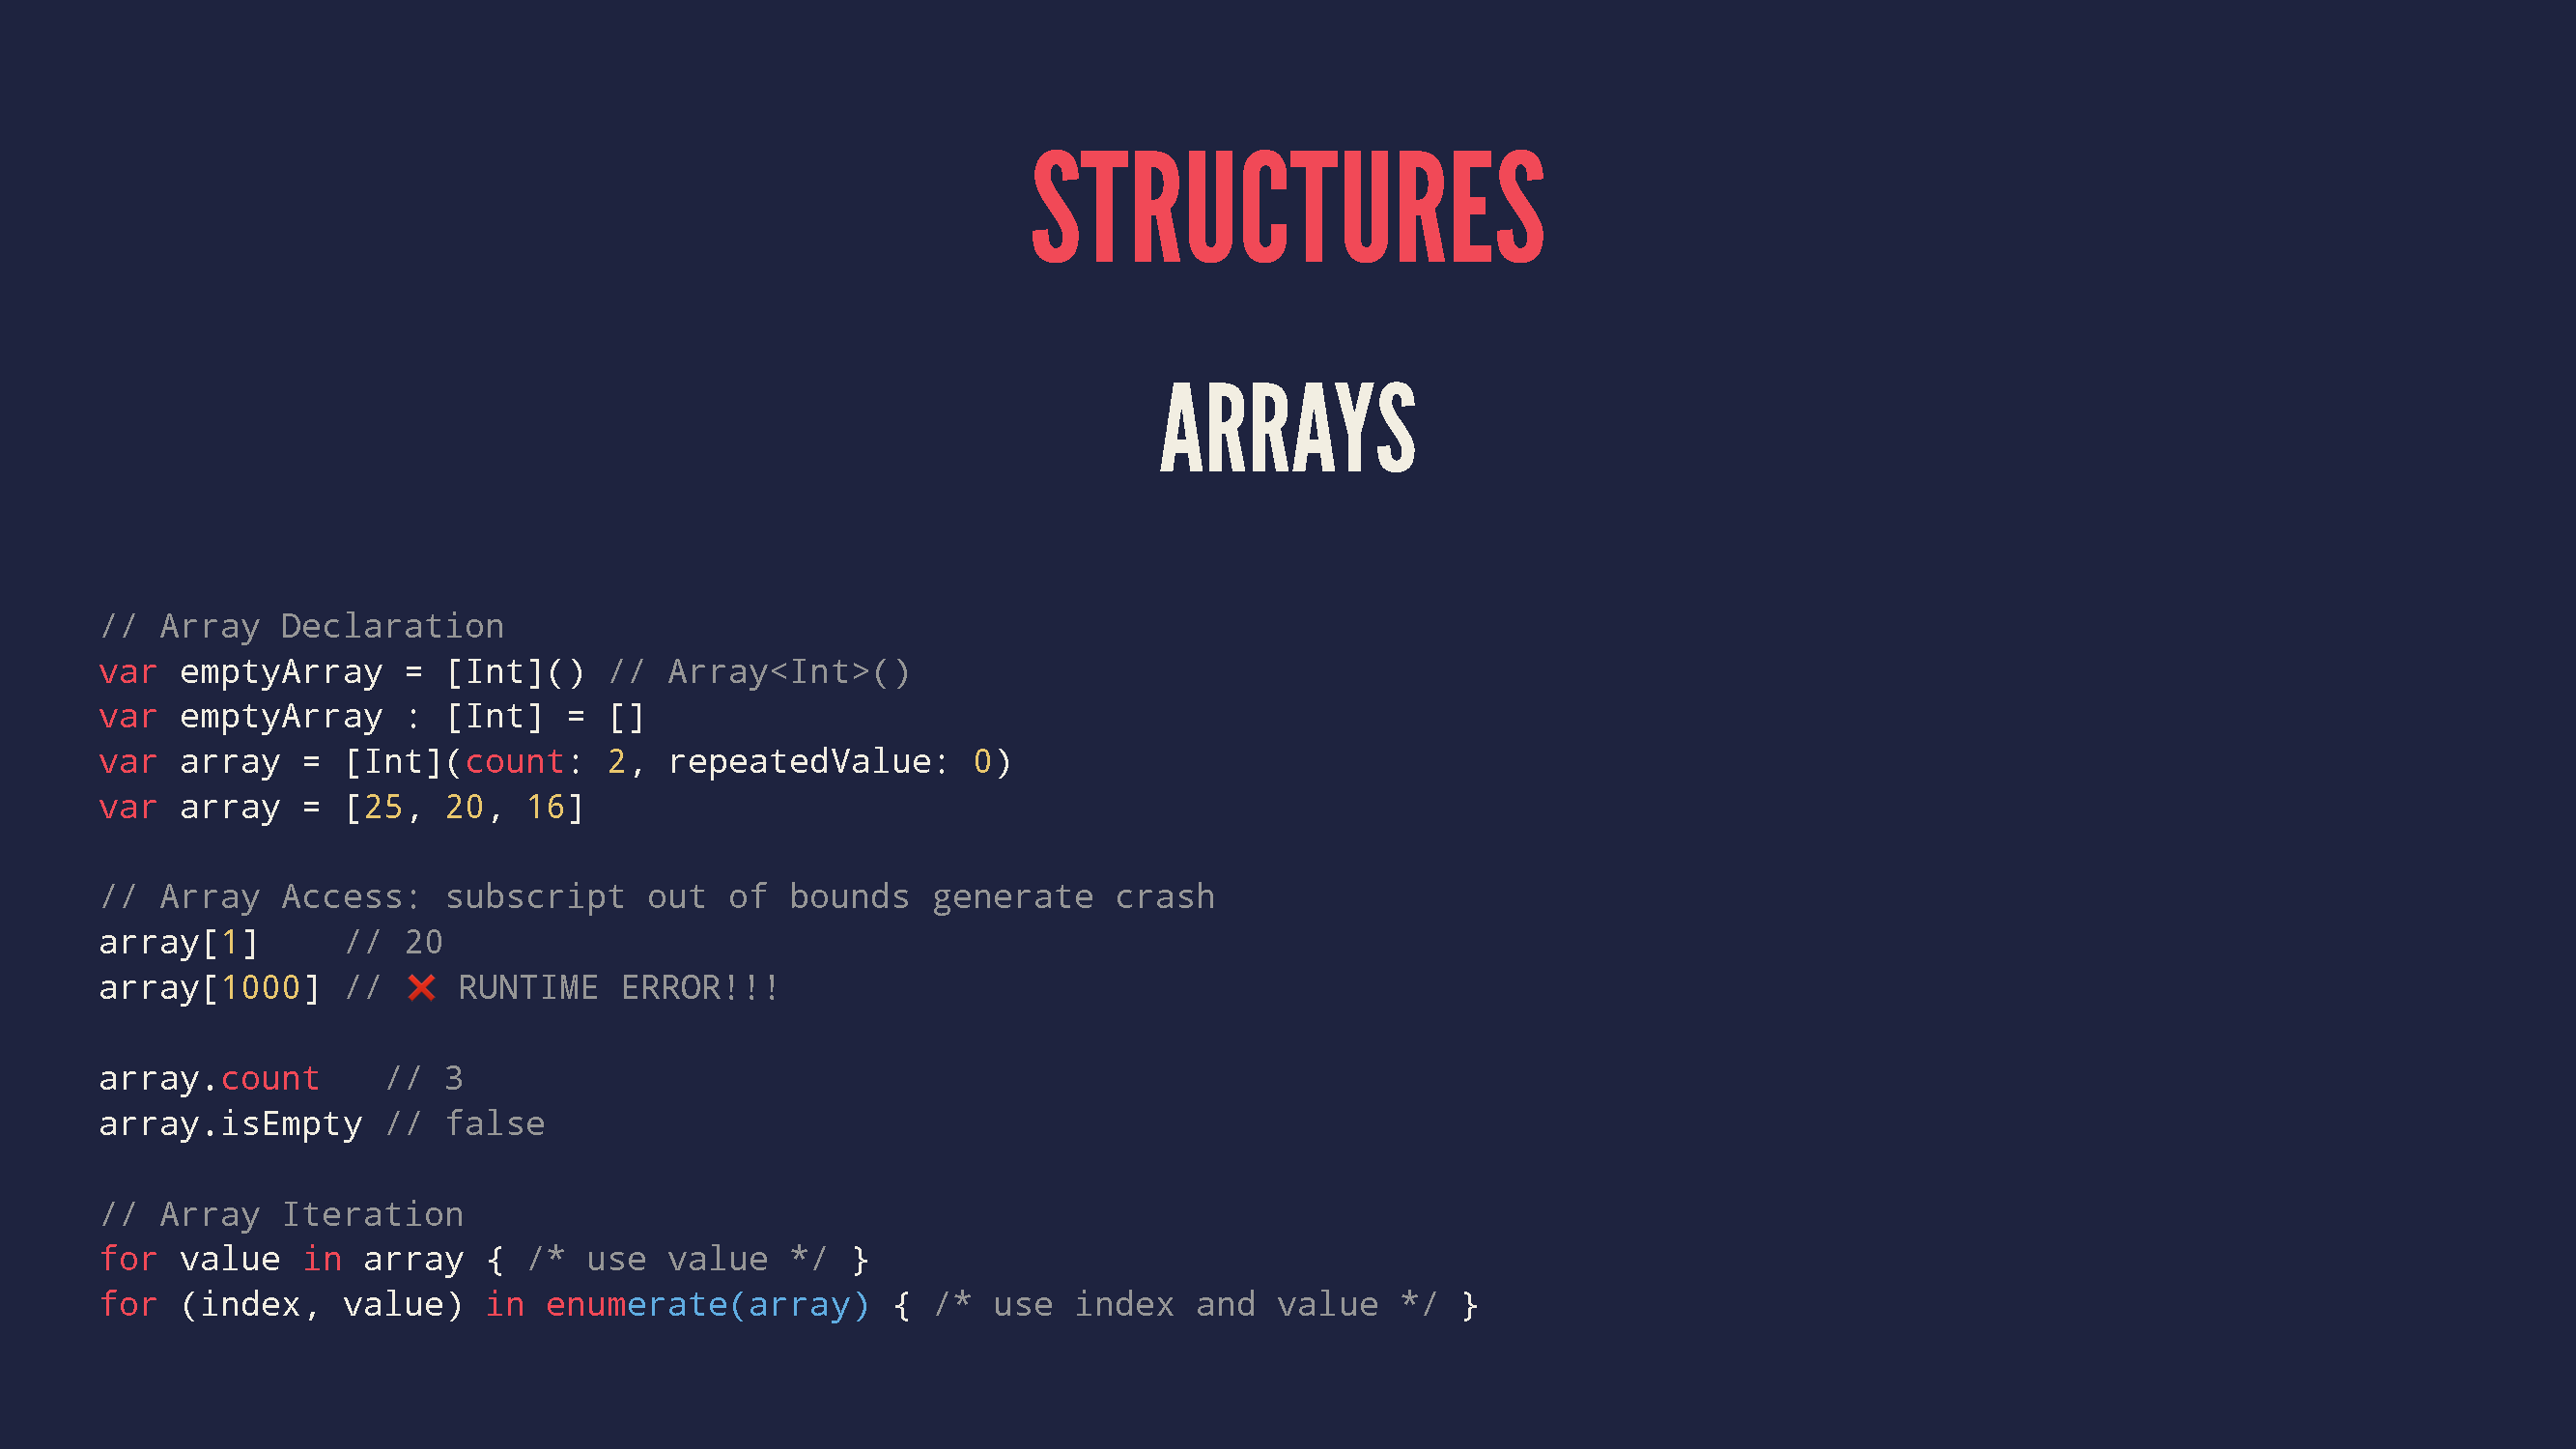 STRUCTURES
ARRAYS
// Array Declaration
var emptyArray = [Int]() // Array<Int>()
var emptyArray : [Int] = []
var array = [Int](count: 2, repeatedValue: 0)
var array = [25, 20, 16]
// Array Access: subscript out of bounds generate crash
array[1]    // 20
array[1000] // ❌ RUNTIME ERROR!!!
array.count   // 3
array.isEmpty // false
// Array Iteration
for value in array { /* use value */ }
for (index, value) in enumerate(array) { /* use index and value */ }